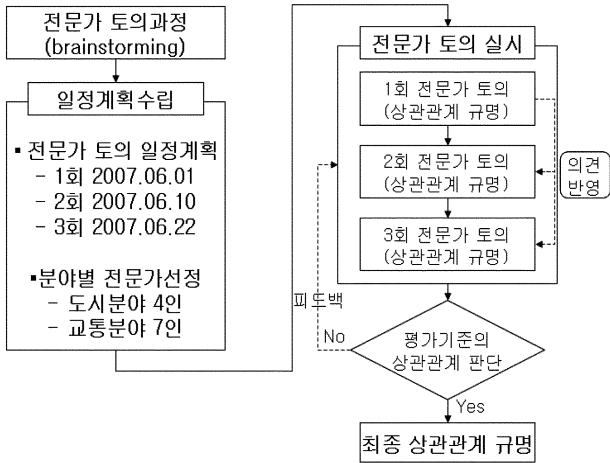 전문가 토의과정
(brainstorming)
일정계획수립
▪ 전문가 토의 일정계획
– 1회 2007.06.01
– 2회 2007.06.10
– 3회 2007.06.22
▪분야별 전문가선정
– 도시분야 4인
– 교통분야 7인
전문가 토의 실시
1회 전문가 토의
(상관관계 규명)
2회 전문가 토의
(상관관계 규명)
3회 전문가 토의
(상관관계 규명)
의견
반영
피드백
No
평가기준의
상관관계 판단
Yes
최종 상관관계 규명